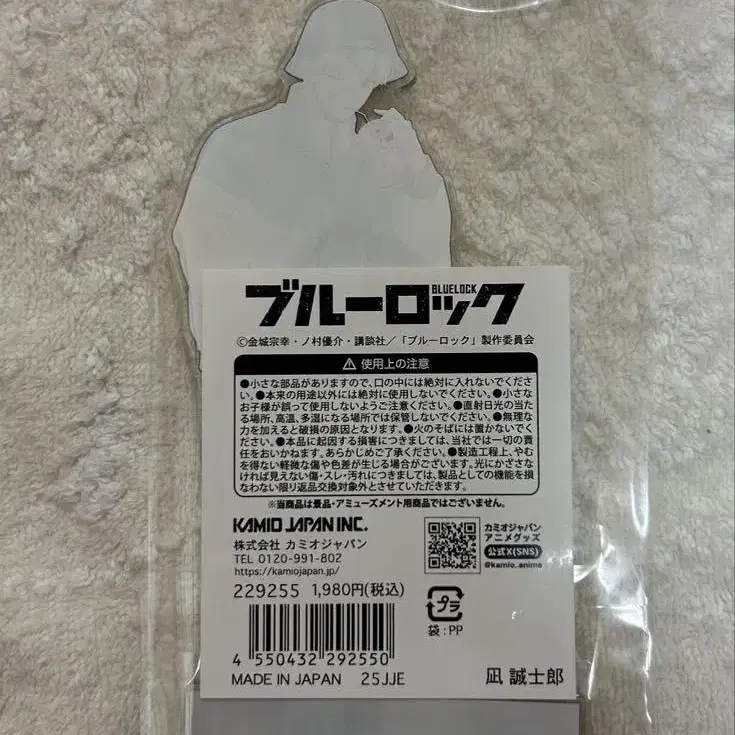 ブルーロック
BLUELOCK
©金城宗幸・ノ村優介・講談社／「ブルーロック」製作委員会
⚠ 使用上の注意
●小さな部品がありますので、口の中には絶対に入れないでくださ
い。●本来の用途以外には絶対に使用しないでください。●小さな
お子様が誤って使用しないようご注意ください。●直射日光の当た
る場所、高温、多湿になる場所では保管しないでください。●無理な
力を加えると破損の原因となります。●火のそばには置かないでく
ださい。●本品に起因する損害につきましては、当社では一切の責
任をおいかねます。あらかじめご了承ください。●製造工程上、やむ
を得ない軽微な傷や色差が生じる場合がございます。光にかざさな
ければ見えない傷・スレ・汚れにつきましては、製品としての機能を損
なわない限り返品交換対象外とさせていただきます。
※当商品は景品・アミューズメント用商品ではございません。
KAMIO JAPAN INC.
株式会社 カミオジャパン
TEL 0120-991-802
https://kamiojapan.jp/
カミオジャパン
アニメグッズ
公式X(SNS)
@kamio_anime
229255 1,980円(税込)
プラ
袋:PP
4 550432 292550
MADE IN JAPAN 25JJE
凪 誠士郎